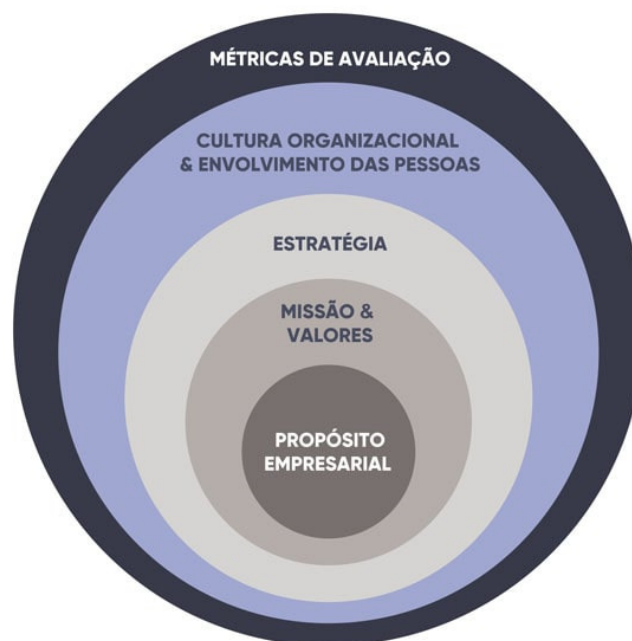 MÉTRICAS DE AVALIAÇÃO
CULTURA ORGANIZACIONAL
& ENVOLVIMENTO DAS PESSOAS
ESTRATÉGIA
MISSÃO &
VALORES
PROPÓSITO
EMPRESARIAL